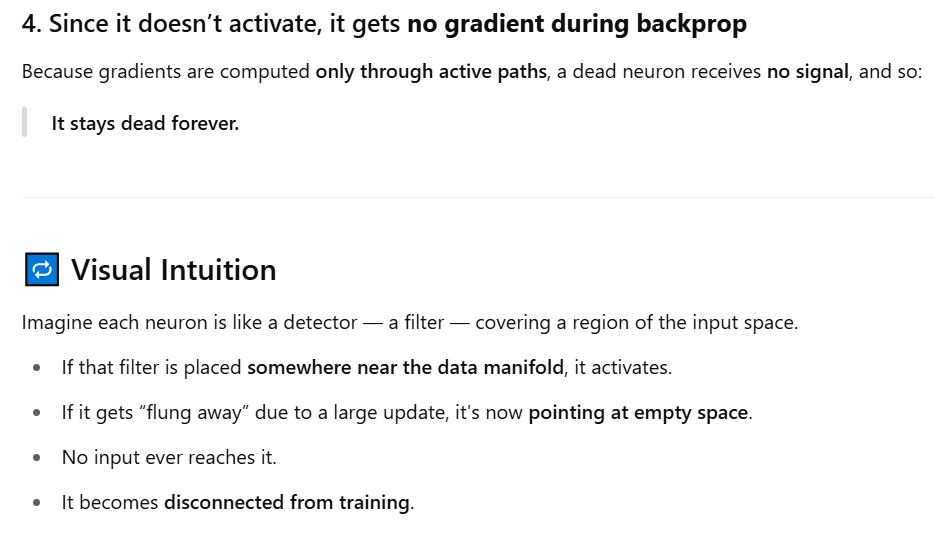 4. Since it doesn’t activate, it gets no gradient during backprop
Because gradients are computed only through active paths, a dead neuron receives no signal, and so:
It stays dead forever.
Visual Intuition
Imagine each neuron is like a detector — a filter — covering a region of the input space.
If that filter is placed somewhere near the data manifold, it activates.
If it gets “flung away” due to a large update, it's now pointing at empty space.
No input ever reaches it.
It becomes disconnected from training.